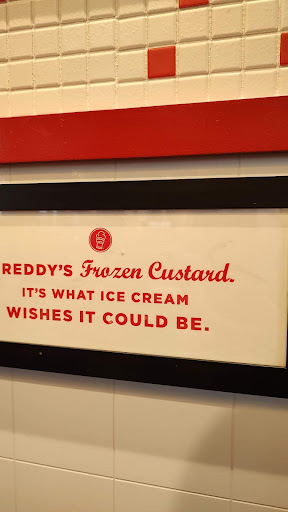 REDDY'S Frozen Custard.
IT'S WHAT ICE CREAM
WISHES IT COULD BE.